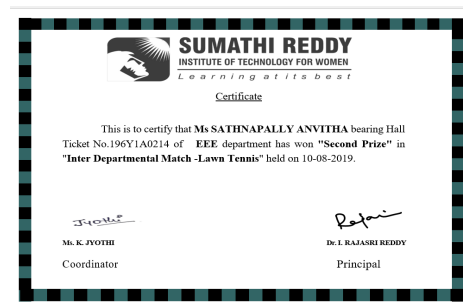 SUMATHI REDDY
INSTITUTE OF TECHNOLOGY FOR WOMEN
Learning at its best
Certificate
This is to certify that Ms SATHNAPALLY ANVITHA bearing Hall
Ticket No.196Y1A0214 of EEE department has won "Second Prize" in
"Inter Departmental Match -Lawn Tennis" held on 10-08-2019.
Jyothi
Rajasri
Ms. K. JYOTHI
Dr. I. RAJASRI REDDY
Coordinator
Principal